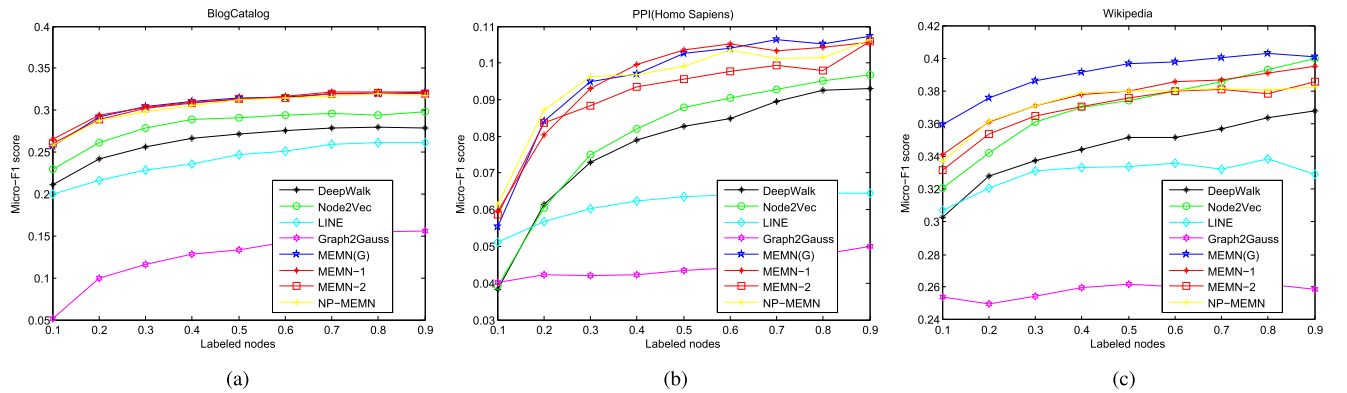 BlogCatalog
Micro−F1 score
0.4
0.35
0.3
0.25
0.2
0.15
0.1
0.05
0.1 0.2 0.3 0.4 0.5 0.6 0.7 0.8 0.9
Labeled nodes
DeepWalk
Node2Vec
LINE
Graph2Gauss
MEMN(G)
MEMN−1
MEMN−2
NP−MEMN
(a)
PPI(Homo Sapiens)
Micro−F1 score
0.11
0.1
0.09
0.08
0.07
0.06
0.05
0.04
0.03
0.1 0.2 0.3 0.4 0.5 0.6 0.7 0.8 0.9
Labeled nodes
DeepWalk
Node2Vec
LINE
Graph2Gauss
MEMN(G)
MEMN−1
MEMN−2
NP−MEMN
(b)
Wikipedia
Micro−F1 score
0.42
0.4
0.38
0.36
0.34
0.32
0.3
0.28
0.26
0.24
0.1 0.2 0.3 0.4 0.5 0.6 0.7 0.8 0.9
Labeled nodes
DeepWalk
Node2Vec
LINE
Graph2Gauss
MEMN(G)
MEMN−1
MEMN−2
NP−MEMN
(c)